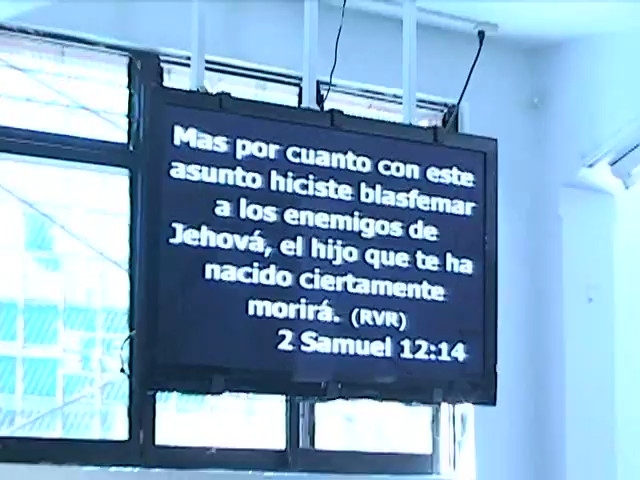 Mas por cuanto con este
asunto hiciste blasfemar
a los enemigos de
Jehová, el hijo que te ha
nacido ciertamente
morirá. (RVR)
2 Samuel 12:14